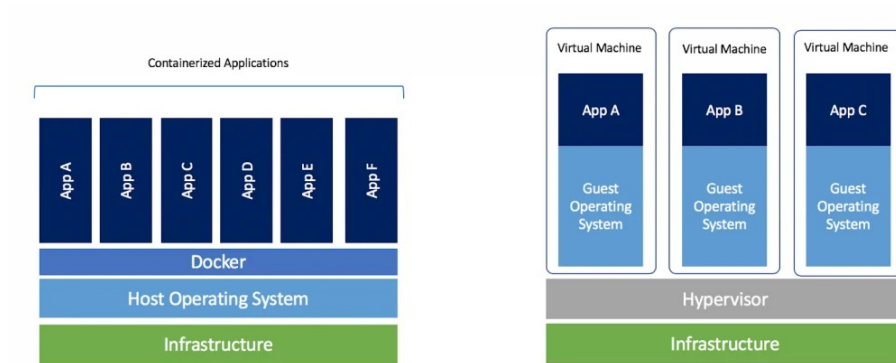 Containerized Applications
App A
App B
App C
App D
App E
App F
Docker
Host Operating System
Infrastructure
Virtual Machine
App A
Guest
Operating
System
Virtual Machine
App B
Guest
Operating
System
Virtual Machine
App C
Guest
Operating
System
Hypervisor
Infrastructure